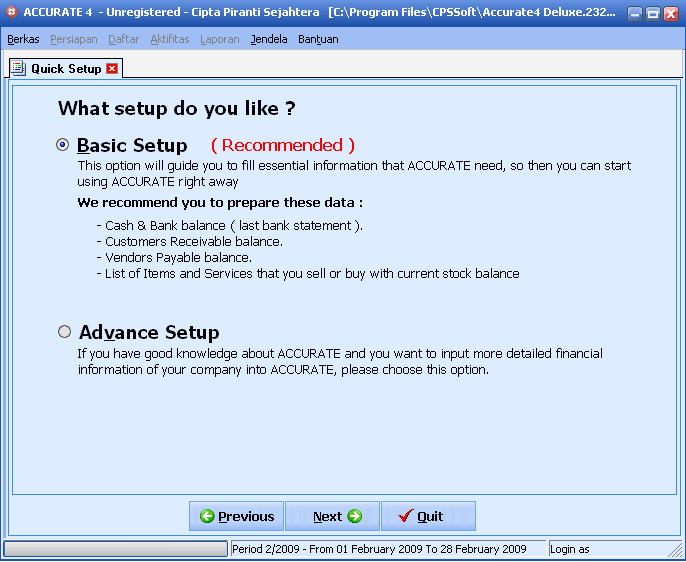 ACCURATE 4 - Unregistered - Cipta Piranti Sejahtera [C:\Program Files\CPSSoft\Accurate4 Deluxe.232...
Berkas Persiapan Daftar Aktifitas Laporan Jendela Bantuan
Quick Setup
What setup do you like ?
Basic Setup ( Recommended )
This option will guide you to fill essential information that ACCURATE need, so then you can start
using ACCURATE right away
We recommend you to prepare these data :
- Cash & Bank balance ( last bank statement ).
- Customers Receivable balance.
- Vendors Payable balance.
- List of Items and Services that you sell or buy with current stock balance
Advance Setup
If you have good knowledge about ACCURATE and you want to input more detailed financial
information of your company into ACCURATE, please choose this option.
Previous Next Quit
Period 2/2009 - From 01 February 2009 To 28 February 2009 Login as